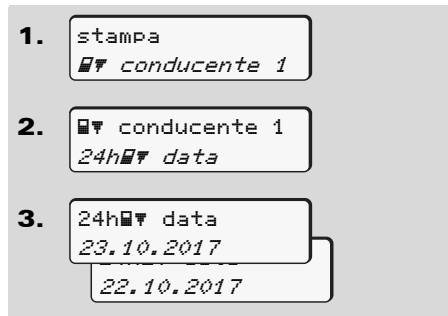 1. stampa
conducente 1
2. conducente 1
24h data
3. 24h data
23.10.2017
22.10.2017